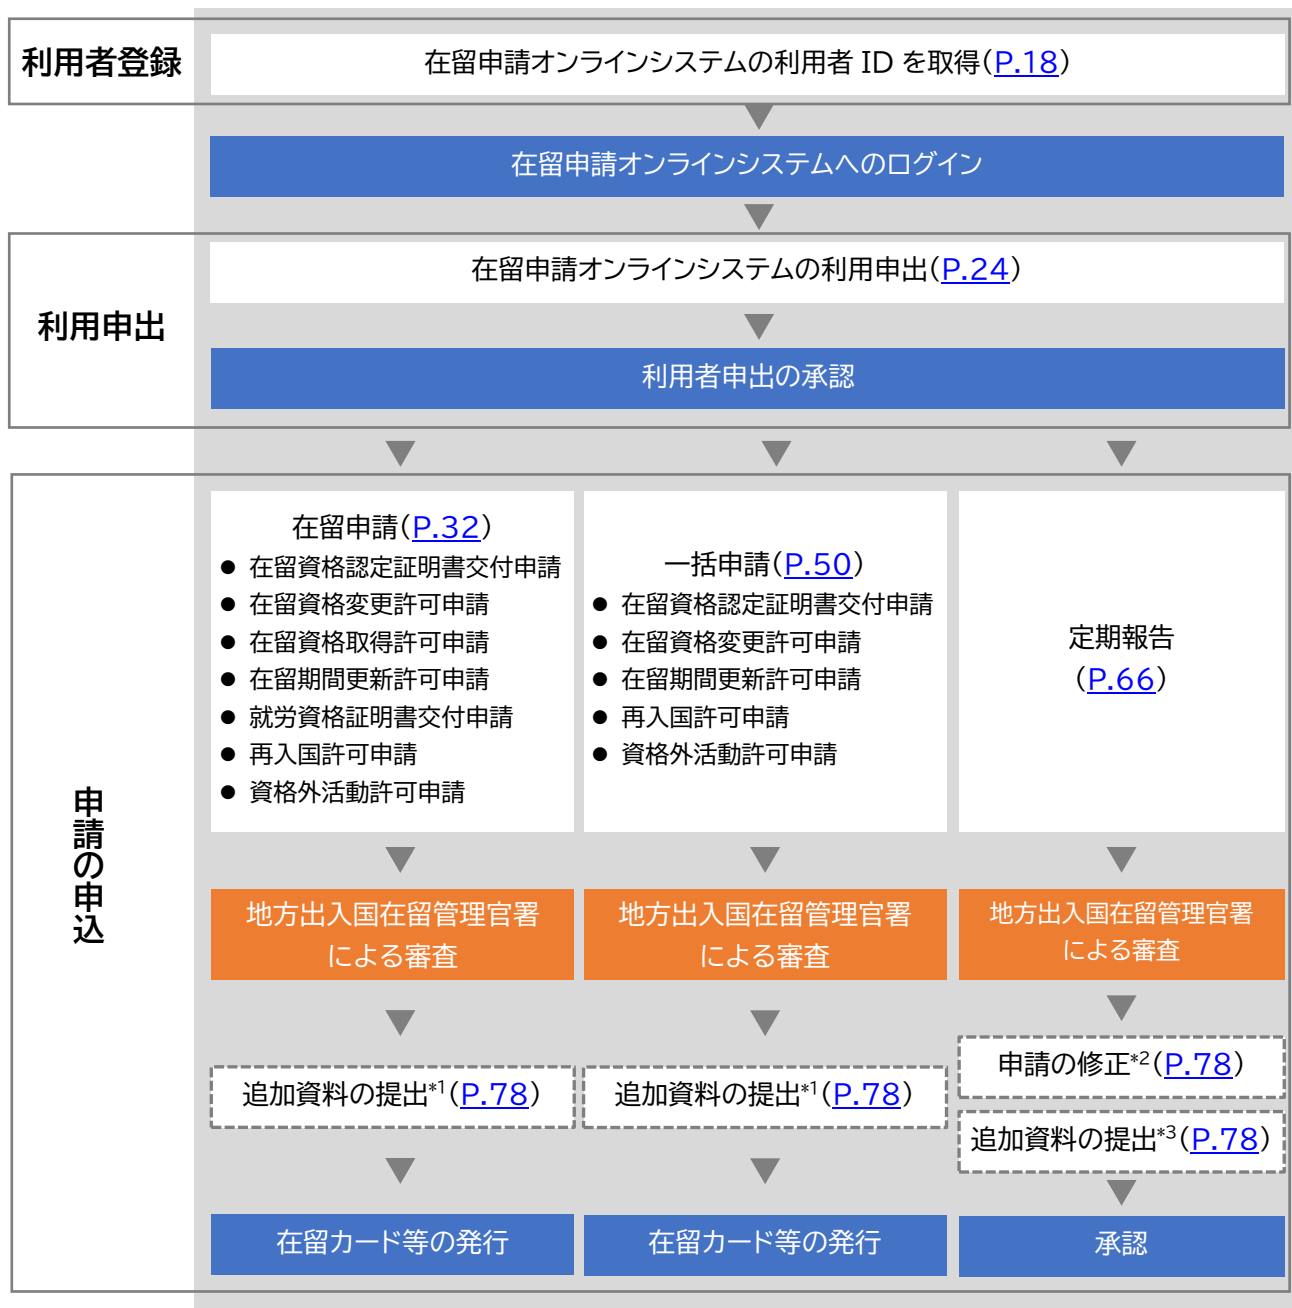 利用者登録
在留申請オンラインシステムの利用者 ID を取得(P.18)
在留申請オンラインシステムへのログイン
利用申出
在留申請オンラインシステムの利用申出(P.24)
利用者申出の承認
申請の申込
在留申請(P.32)
● 在留資格認定証明書交付申請
● 在留資格変更許可申請
● 在留資格取得許可申請
● 在留期間更新許可申請
● 就労資格証明書交付申請
● 再入国許可申請
● 資格外活動許可申請
一括申請(P.50)
● 在留資格認定証明書交付申請
● 在留資格変更許可申請
● 在留期間更新許可申請
● 再入国許可申請
● 資格外活動許可申請
定期報告
(P.66)
地方出入国在留管理官署
による審査
地方出入国在留管理官署
による審査
地方出入国在留管理官署
による審査
追加資料の提出*1(P.78)
追加資料の提出*1(P.78)
申請の修正*2(P.78)
追加資料の提出*3(P.78)
在留カード等の発行
在留カード等の発行
承認